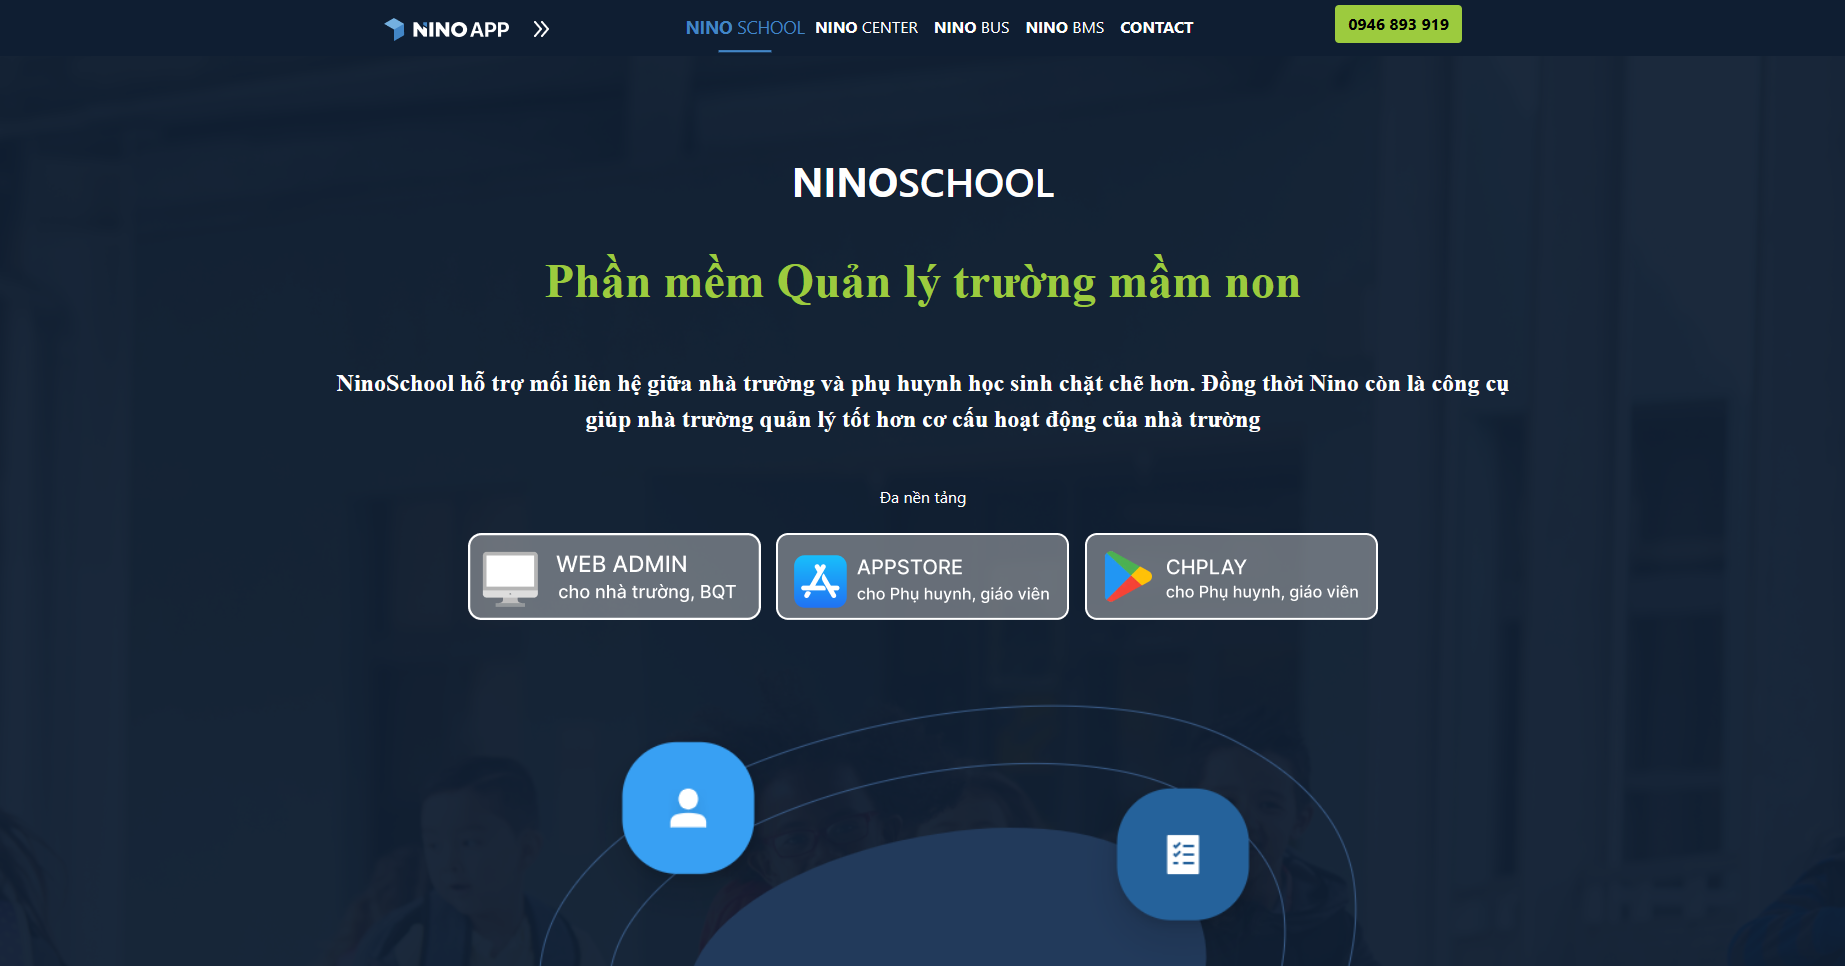 NINO APP
NINO SCHOOL NINO CENTER NINO BUS NINO BMS CONTACT
0946 893 919
NINOSCHOOL
Phần mềm Quản lý trường mầm non
NinoSchool hỗ trợ mối liên hệ giữa nhà trường và phụ huynh học sinh chặt chẽ hơn. Đồng thời Nino còn là công cụ
giúp nhà trường quản lý tốt hơn cơ cấu hoạt động của nhà trường
Đa nền tảng
WEB ADMIN
cho nhà trường, BQT
APPSTORE
cho Phụ huynh, giáo viên
CHPLAY
cho Phụ huynh, giáo viên